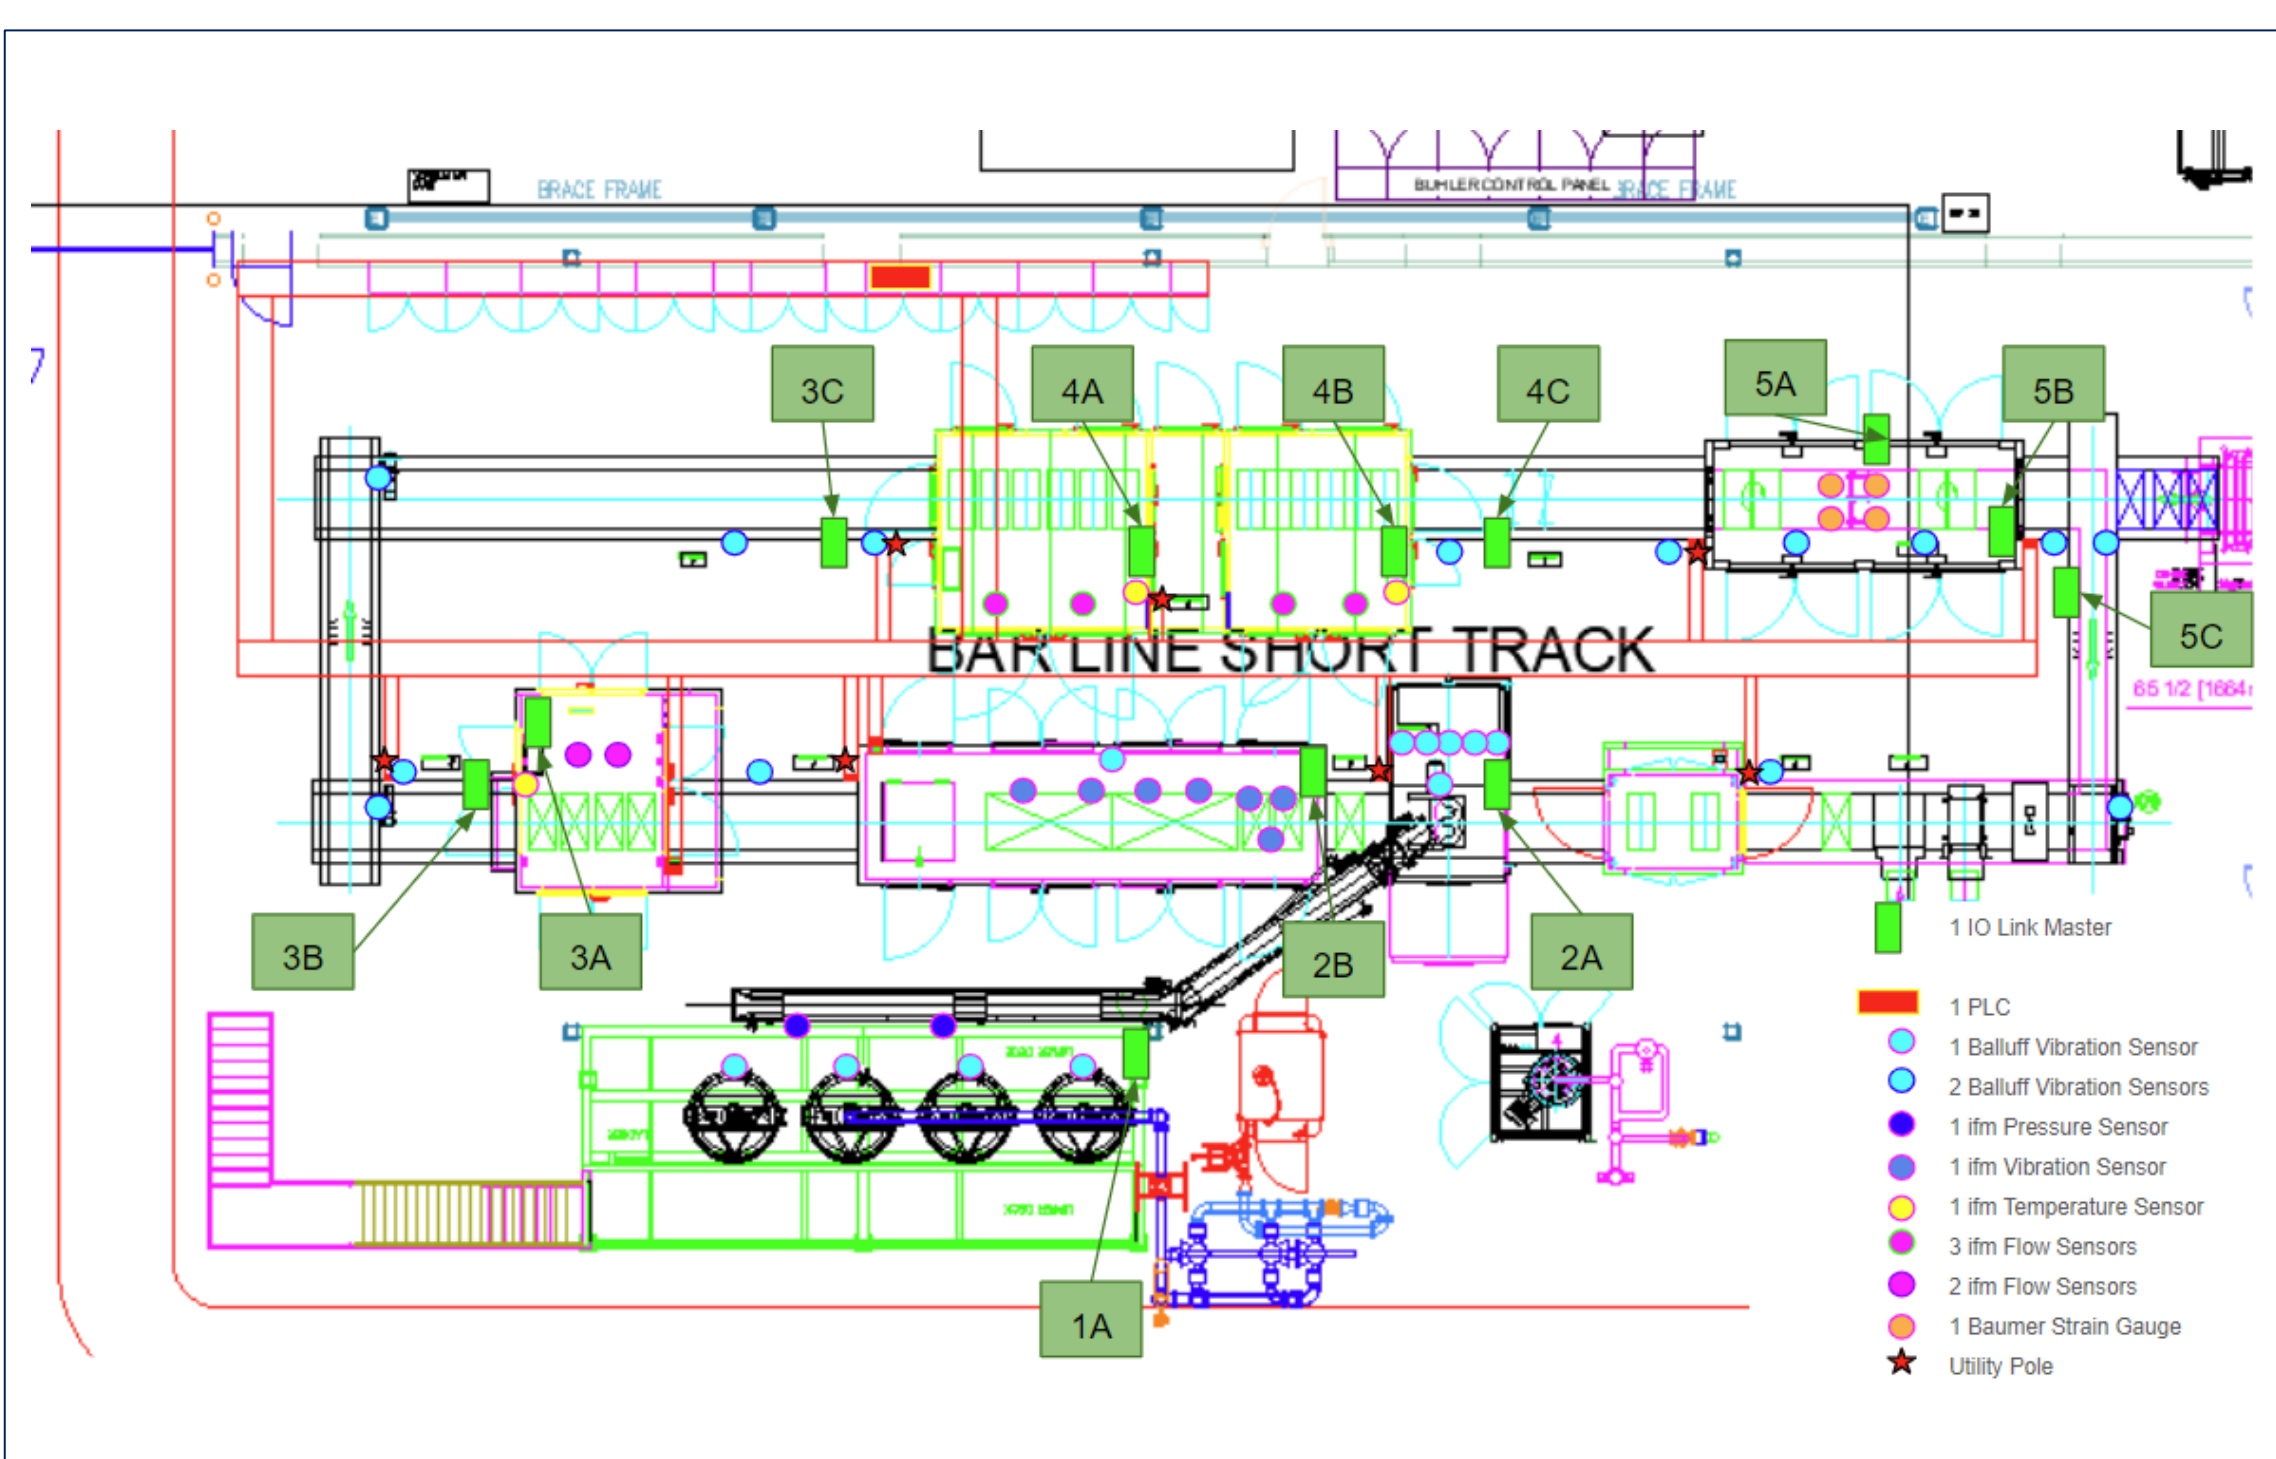 BRACE FRAME
BUHLER CONTROL PANEL
BRACE FRAME
3C
4A
4B
4C
5A
5B
5C
BAR LINE SHORT TRACK
65 1/2
3B
3A
2B
2A
1A
1 IO Link Master
1 PLC
1 Balluff Vibration Sensor
2 Balluff Vibration Sensors
1 ifm Pressure Sensor
1 ifm Vibration Sensor
1 ifm Temperature Sensor
3 ifm Flow Sensors
2 ifm Flow Sensors
1 Baumer Strain Gauge
Utility Pole